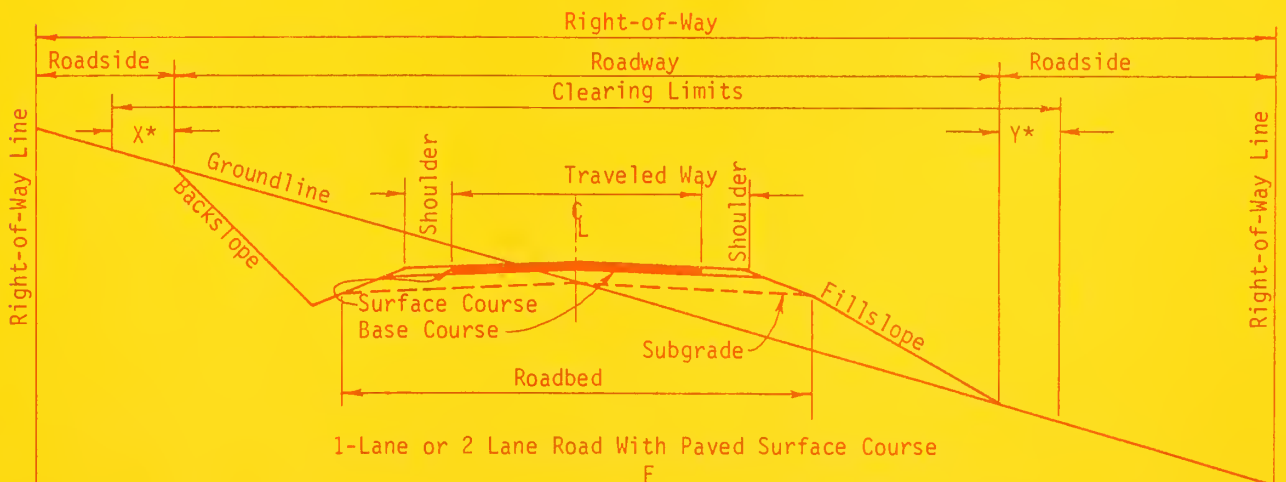 Right-of-Way
Roadside
Roadway
Roadside
Clearing Limits
X*
Y*
Right-of-Way Line
Groundline
Backslope
Shoulder
Traveled Way
Shoulder
CL
Right-of-Way Line
Surface Course
Base Course
Subgrade
Fillslope
Roadbed
1-Lane or 2 Lane Road With Paved Surface Course